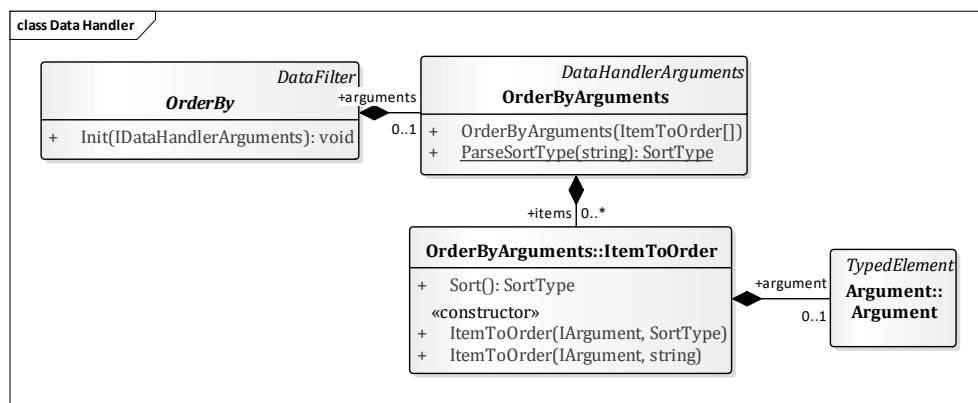 class Data Handler
DataFilter
OrderBy
+ Init(IDataHandlerArguments): void
+arguments
0..1
DataHandlerArguments
OrderByArguments
+ OrderByArguments(ItemToOrder[])
+ ParseSortType(string): SortType
+items 0..*
OrderByArguments::ItemToOrder
+ Sort(): SortType
«constructor»
+ ItemToOrder(IArgument, SortType)
+ ItemToOrder(IArgument, string)
+argument
0..1
TypedElement
Argument::
Argument